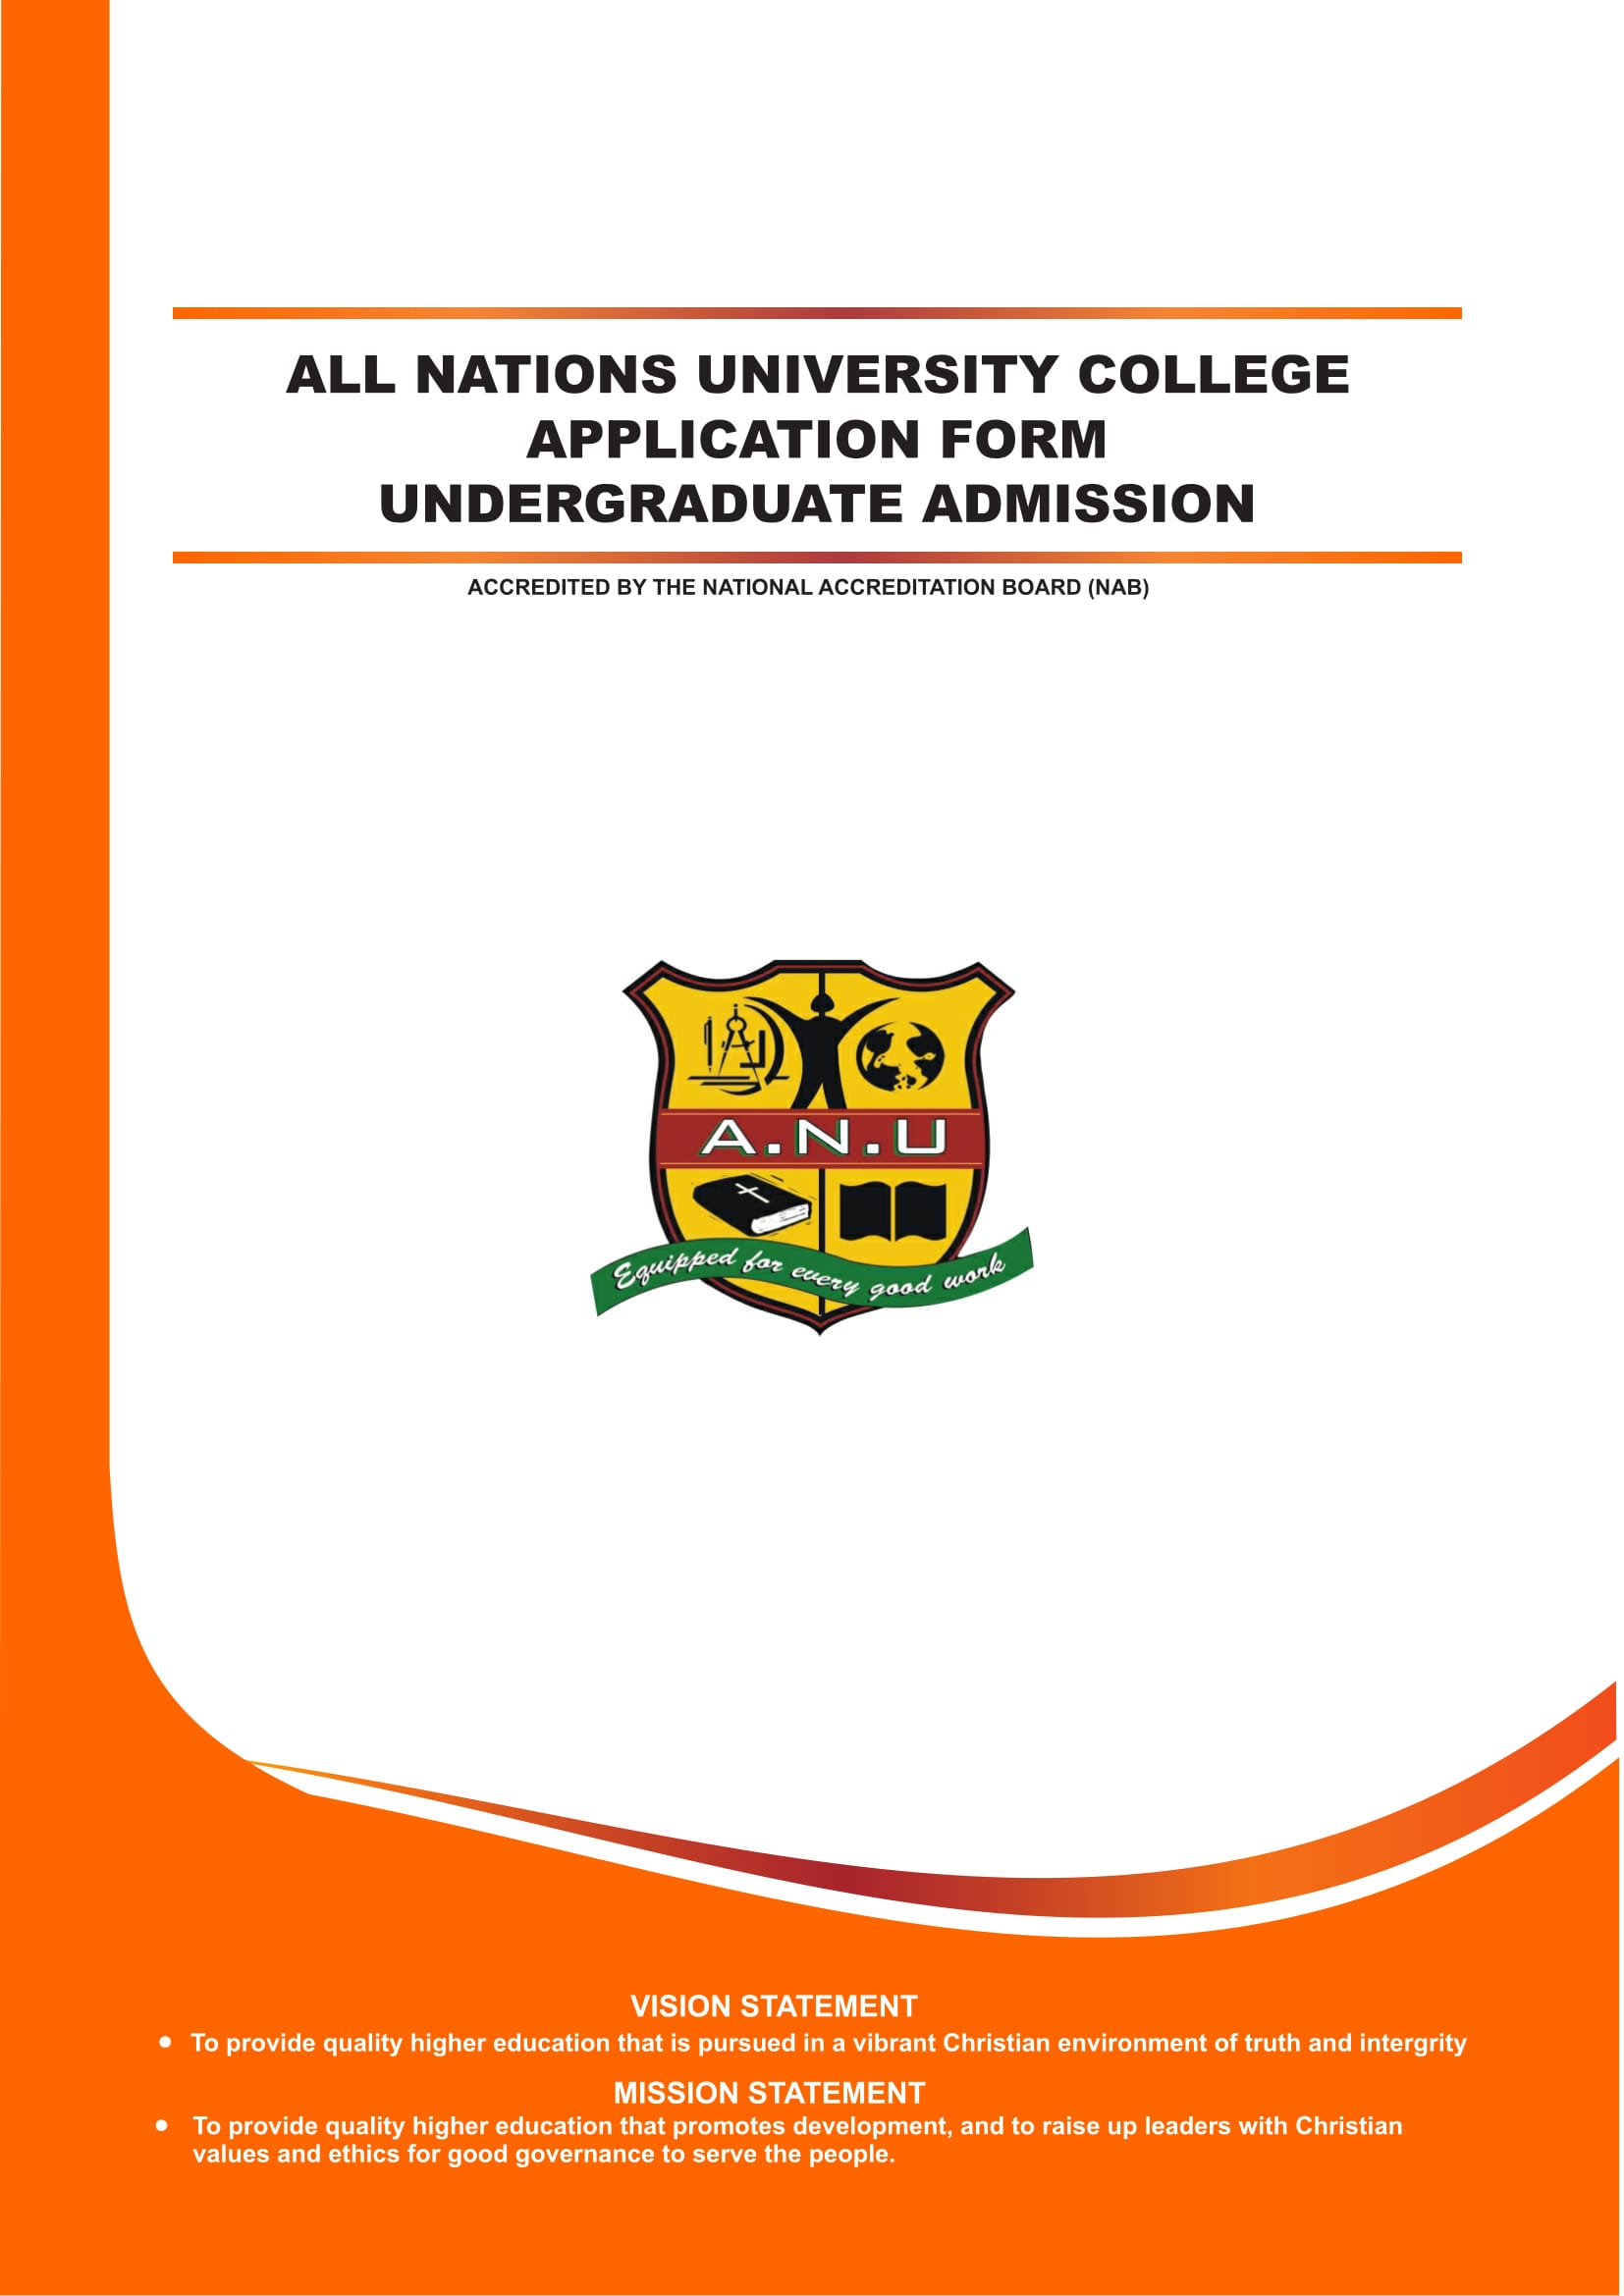 ALL NATIONS UNIVERSITY COLLEGE
APPLICATION FORM
UNDERGRADUATE ADMISSION
ACCREDITED BY THE NATIONAL ACCREDITATION BOARD (NAB)
A.N.U
Equipped for every good work
VISION STATEMENT
• To provide quality higher education that is pursued in a vibrant Christian environment of truth and intergrity
MISSION STATEMENT
• To provide quality higher education that promotes development, and to raise up leaders with Christian
values and ethics for good governance to serve the people.